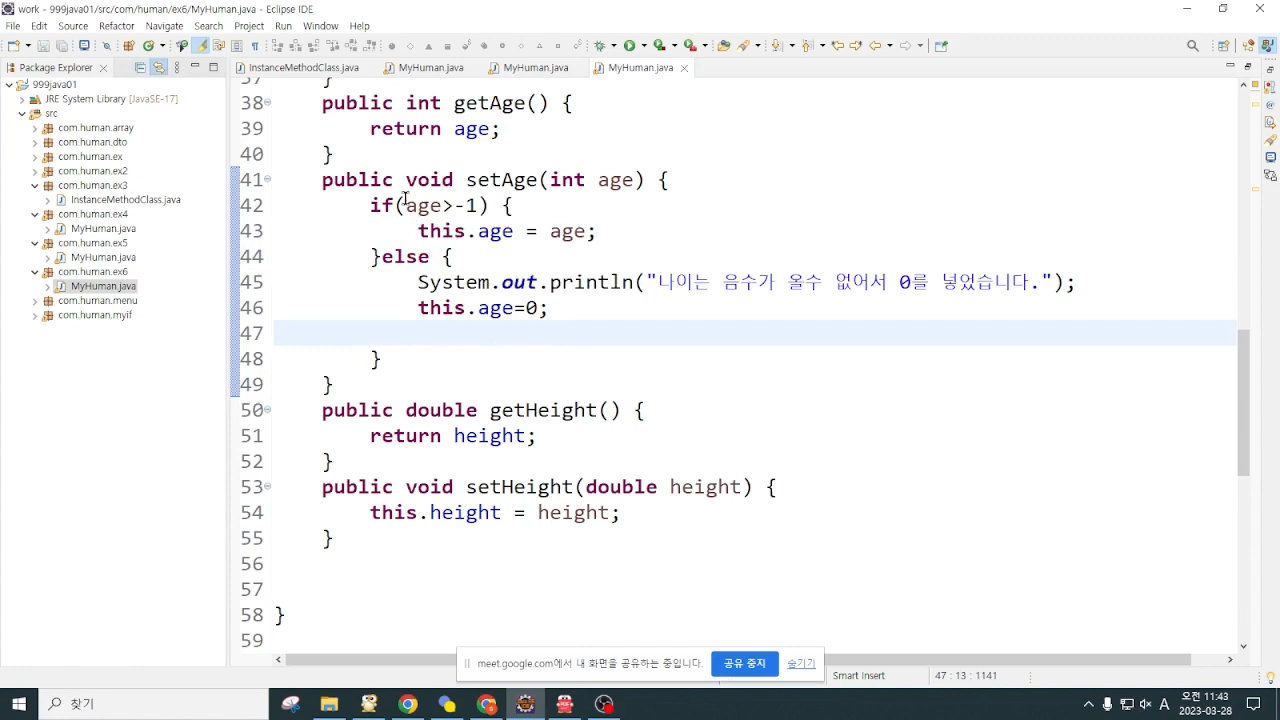 work - 999java01/src/com/human/ex6/MyHuman.java - Eclipse IDE
File Edit Source Refactor Navigate Search Project Run Window Help
Package Explorer
InstanceMethodClass.java MyHuman.java MyHuman.java MyHuman.java
999java01
JRE System Library [JavaSE-17]
src
com.human.array
com.human.dto
com.human.ex
com.human.ex2
com.human.ex3
InstanceMethodClass.java
com.human.ex4
MyHuman.java
com.human.ex5
MyHuman.java
com.human.ex6
MyHuman.java
com.human.menu
com.human.myif
37 }
38 public int getAge() {
39 return age;
40 }
41 public void setAge(int age) {
42 if(age>-1) {
43 this.age = age;
44 }else {
45 System.out.println("나이는 음수가 올수 없어서 0를 넣었습니다.");
46 this.age=0;
47
48 }
49 }
50 public double getHeight() {
51 return height;
52 }
53 public void setHeight(double height) {
54 this.height = height;
55 }
56
57
58 }
59
meet.google.com에서 내 화면을 공유하는 중입니다. 공유 중지 숨기기
Smart Insert 47 : 13 : 1141
찾기
A 오전 11:43
2023-03-28